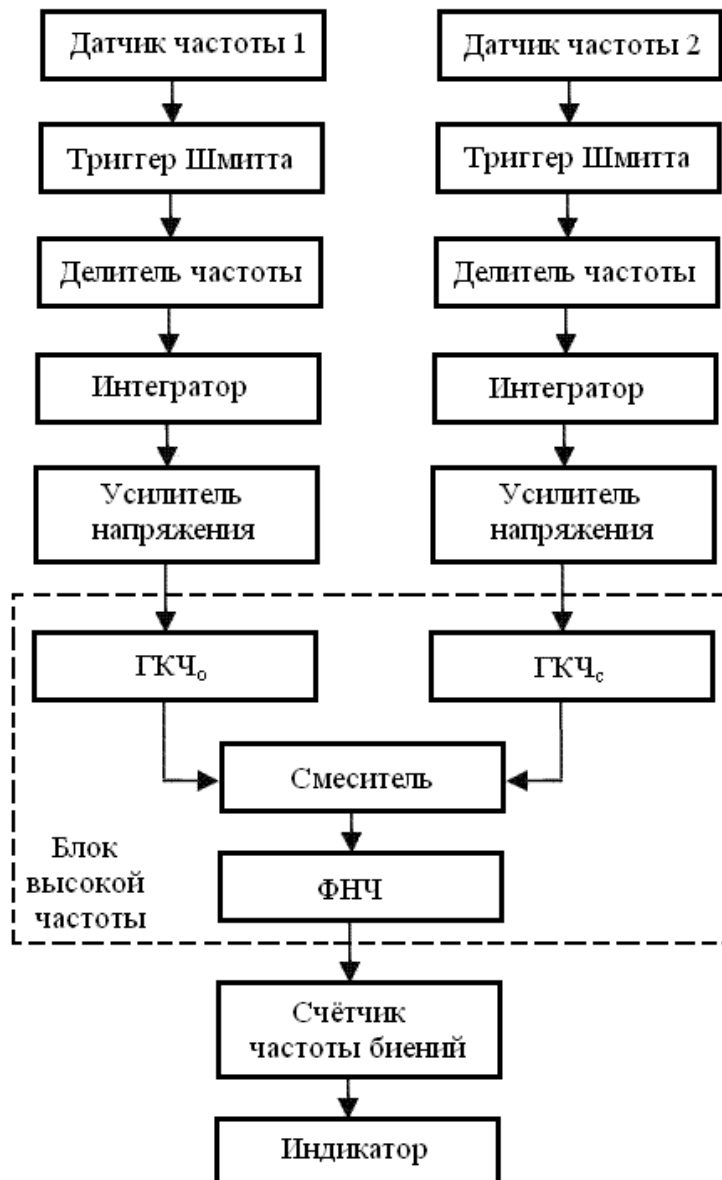 Датчик частоты 1
Датчик частоты 2
Триггер Шмитта
Триггер Шмитта
Делитель частоты
Делитель частоты
Интегратор
Интегратор
Усилитель
напряжения
Усилитель
напряжения
ГКЧо
ГКЧс
Смеситель
Блок
высокой
частоты
ФНЧ
Счётчик
частоты биений
Индикатор